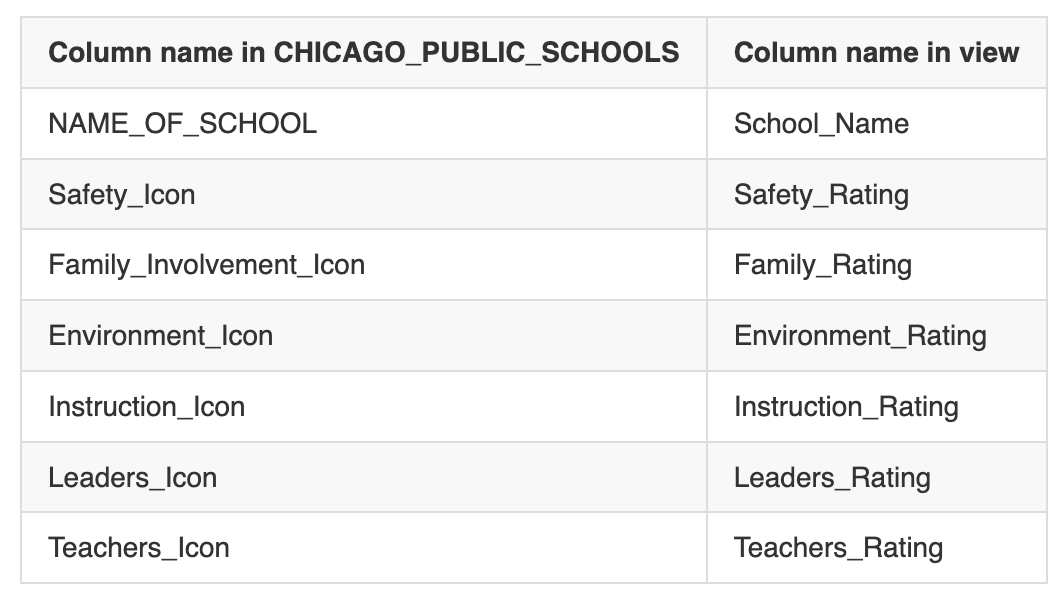 Column name in CHICAGO_PUBLIC_SCHOOLS Column name in view
NAME_OF_SCHOOL School_Name
Safety_Icon Safety_Rating
Family_Involvement_Icon Family_Rating
Environment_Icon Environment_Rating
Instruction_Icon Instruction_Rating
Leaders_Icon Leaders_Rating
Teachers_Icon Teachers_Rating